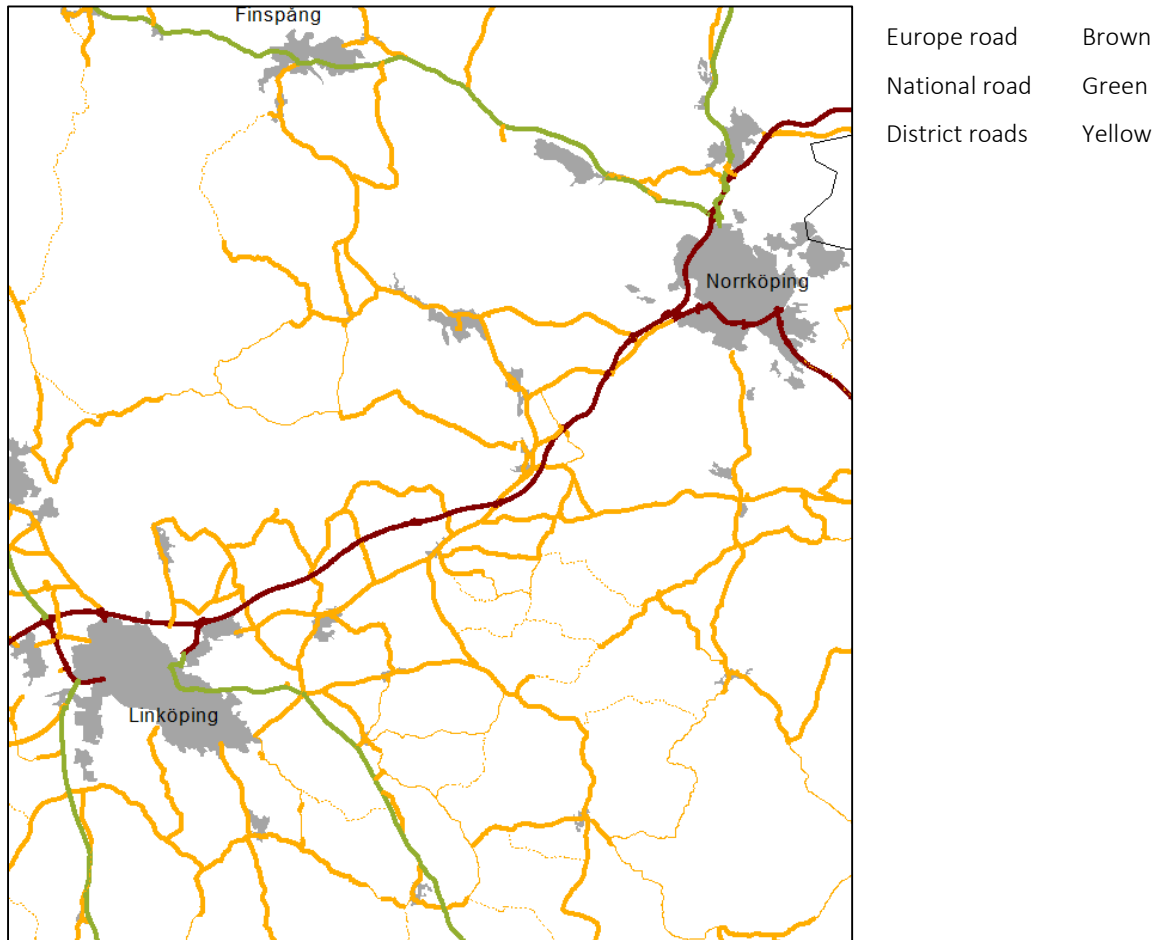 Finspång
Norrköping
Linköping
Europe road Brown
National road Green
District roads Yellow